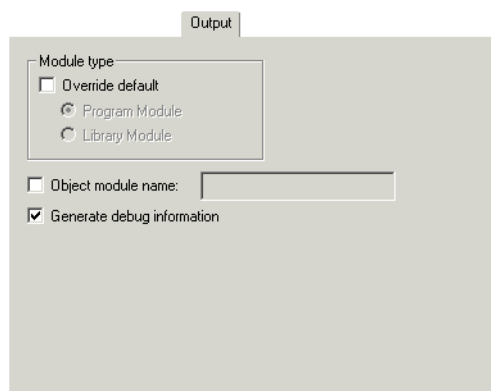 Output
Module type
Override default
Program Module
Library Module
Object module name:
Generate debug information